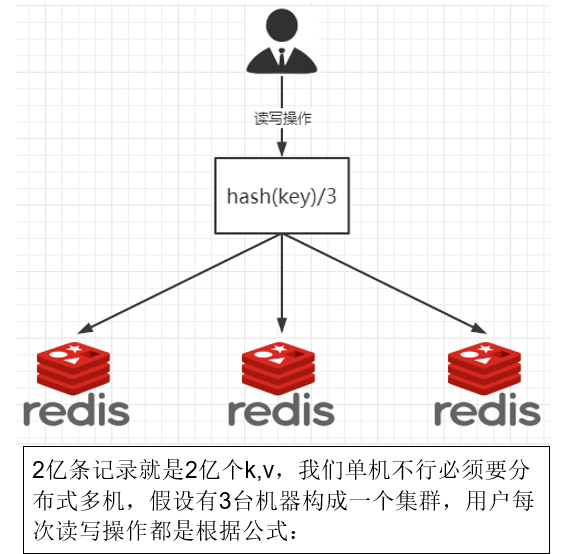 读写操作
hash(key)/3
redis
redis
redis
2亿条记录就是2亿个k,v，我们单机不行必须要分
布式多机，假设有3台机器构成一个集群，用户每
次读写操作都是根据公式：